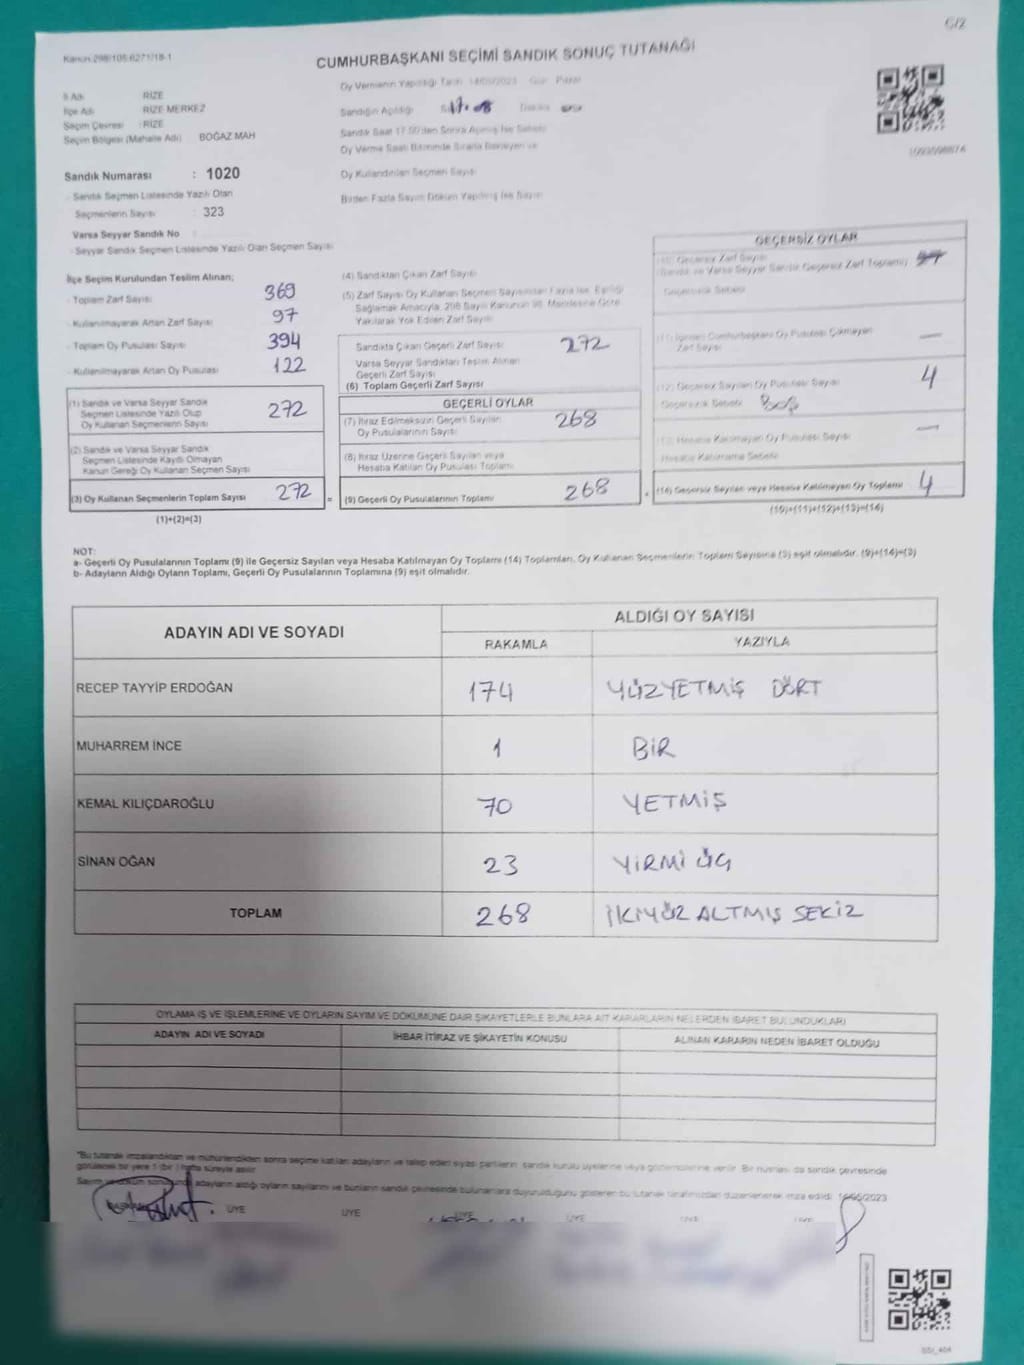 C/2
Kanun:298/105:6271/18-1
CUMHURBAŞKANI SEÇİMİ SANDIK SONUÇ TUTANAĞI
Oy Vermenin Yapıldığı Tarih 14/05/2023 Gün Pazar
İl Adı RİZE
İlçe Adı RİZE MERKEZ
Seçim Çevresi :RİZE
Seçim Bölgesi (Mahalle Adı) BOĞAZ MAH
Sandığın Açıldığı
Sandık Saat 17.00'den Sonra Açılmış İse Sebebi
Oy Verme Saati Bitiminde Sırada Bekleyen ve
Oy Kullandırılan Seçmen Sayısı
Birden Fazla Sayım Döküm Yapılmış İse Sayısı
Sandık Numarası : 1020
- Sandık Seçmen Listesinde Yazılı Olan
Seçmenlerin Sayısı : 323
Varsa Seyyar Sandık No
- Seyyar Sandık Seçmen Listesinde Yazılı Olan Seçmen Sayısı
İlçe Seçim Kurulundan Teslim Alınan;
- Toplam Zarf Sayısı 369
- Kullanılmayarak Artan Zarf Sayısı 97
- Toplam Oy Pusulası Sayısı 394
- Kullanılmayarak Artan Oy Pusulası 122
(1) Sandık ve Varsa Seyyar Sandık
Seçmen Listesinde Yazılı Olup
Oy Kullanan Seçmenlerin Sayısı 272
(2) Sandık ve Varsa Seyyar Sandık
Seçmen Listesinde Kayıtlı Olmayan
Kanun Gereği Oy Kullanan Seçmen Sayısı
(3) Oy Kullanan Seçmenlerin Toplam Sayısı 272
(1)+(2)=(3)
(4) Sandıktan Çıkan Zarf Sayısı
(5) Zarf Sayısı Oy Kullanan Seçmen Sayısından Fazla İse, Eşitliği
Sağlamak Amacıyla, 298 Sayılı Kanunun 98. Maddesine Göre
Yakılarak Yok Edilen Zarf Sayısı
Sandıkta Çıkan Geçerli Zarf Sayısı 272
Varsa Seyyar Sandıktan Teslim Alınan
Geçerli Zarf Sayısı
(6) Toplam Geçerli Zarf Sayısı
GEÇERLİ OYLAR
(7) İtiraz Edilmeksizin Geçerli Sayılan
Oy Pusulalarının Sayısı 268
(8) İtiraz Üzerine Geçerli Sayılan veya
Hesaba Katılan Oy Pusulası Toplamı
= (9) Geçerli Oy Pusulalarının Toplamı 268
GEÇERSİZ OYLAR
(10) Geçersiz Zarf Sayısı
(Sandık ve Varsa Seyyar Sandık Geçersiz Zarf Toplamı)
Geçersizlik Sebebi
(11) İçinden Cumhurbaşkanı Oy Pusulası Çıkmayan
Zarf Sayısı —
(12) Geçersiz Sayılan Oy Pusulası Sayısı 4
Geçersizlik Sebebi Boş
(13) Hesaba Katılmayan Oy Pusulası Sayısı —
Hesaba Katılmama Sebebi
+ (14) Geçersiz Sayılan veya Hesaba Katılmayan Oy Toplamı 4
(10)+(11)+(12)+(13)=(14)
NOT:
a- Geçerli Oy Pusulalarının Toplamı (9) ile Geçersiz Sayılan veya Hesaba Katılmayan Oy Toplamı (14) Toplamları, Oy Kullanan Seçmenlerin Toplam Sayısına (3) eşit olmalıdır. (9)+(14)=(3)
b- Adayların Aldığı Oyların Toplamı, Geçerli Oy Pusulalarının Toplamına (9) eşit olmalıdır.
ADAYIN ADI VE SOYADI ALDIĞI OY SAYISI
RAKAMLA YAZIYLA
RECEP TAYYİP ERDOĞAN 174 YÜZYETMİŞ DÖRT
MUHARREM İNCE 1 BİR
KEMAL KILIÇDAROĞLU 70 YETMİŞ
SİNAN OĞAN 23 YİRMİ ÜÇ
TOPLAM 268 İKİYÜZ ALTMIŞ SEKİZ
OYLAMA İŞ VE İŞLEMLERİNE VE OYLARIN SAYIM VE DÖKÜMÜNE DAİR ŞİKAYETLERLE BUNLARA AİT KARARLARIN NELERDEN İBARET BULUNDUKLARI
ADAYIN ADI VE SOYADI İHBAR İTİRAZ VE ŞİKAYETİN KONUSU ALINAN KARARIN NEDEN İBARET OLDUĞU
*Bu tutanak imzalandıktan ve mühürlendikten sonra seçime katılan adayların ve talep eden siyasi partilerin sandık kurulu üyelerine veya gözlemcilerine verilir. Bir nüshası da sandık çevresinde
görülecek bir yere 1 (bir) hafta süreyle asılır
Sayım ve döküm sonucunda adayların aldığı oyların sayılarını ve bunların sandık çevresinde bulunanlara duyurulduğunu gösteren bu tutanak tarafımızdan düzenlenerek imza edildi.
ÜYE ÜYE ÜYE ÜYE ÜYE ÜYE